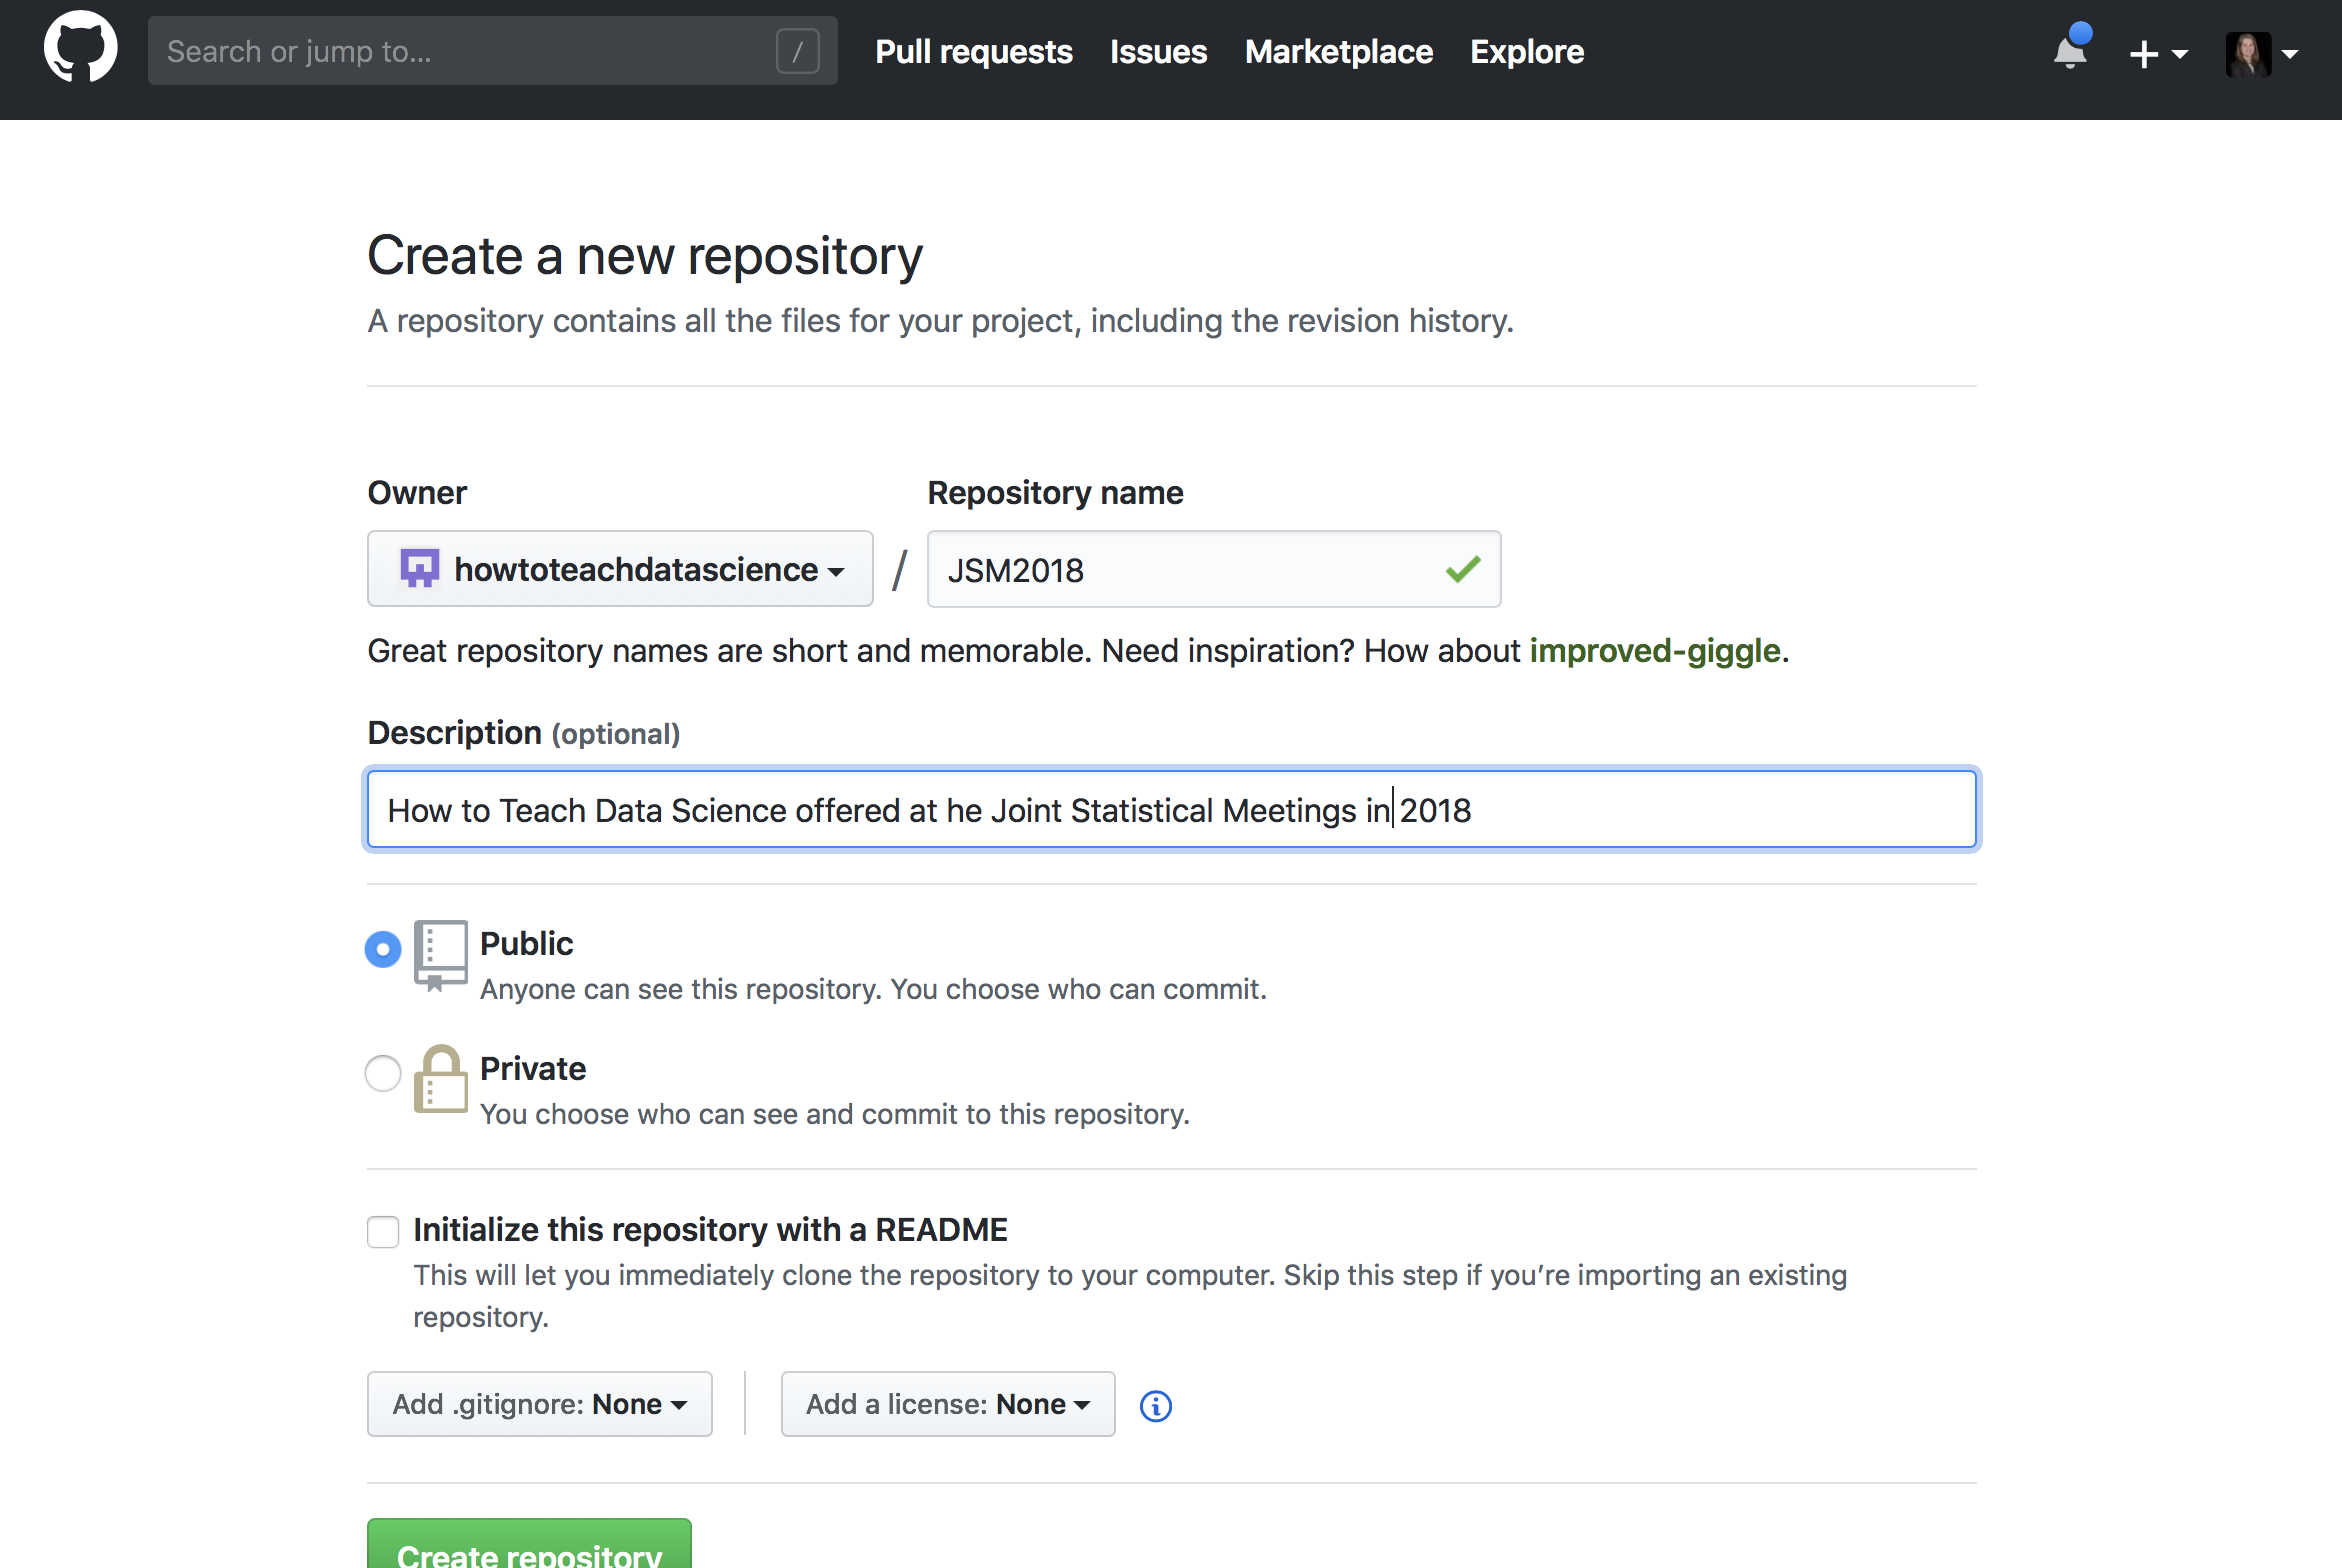 Search or jump to... /
Pull requests Issues Marketplace Explore
Create a new repository
A repository contains all the files for your project, including the revision history.
Owner Repository name
howtoteachdatascience / JSM2018
Great repository names are short and memorable. Need inspiration? How about improved-giggle.
Description (optional)
How to Teach Data Science offered at he Joint Statistical Meetings in 2018
Public
Anyone can see this repository. You choose who can commit.
Private
You choose who can see and commit to this repository.
Initialize this repository with a README
This will let you immediately clone the repository to your computer. Skip this step if you’re importing an existing
repository.
Add .gitignore: None Add a license: None
Create repository